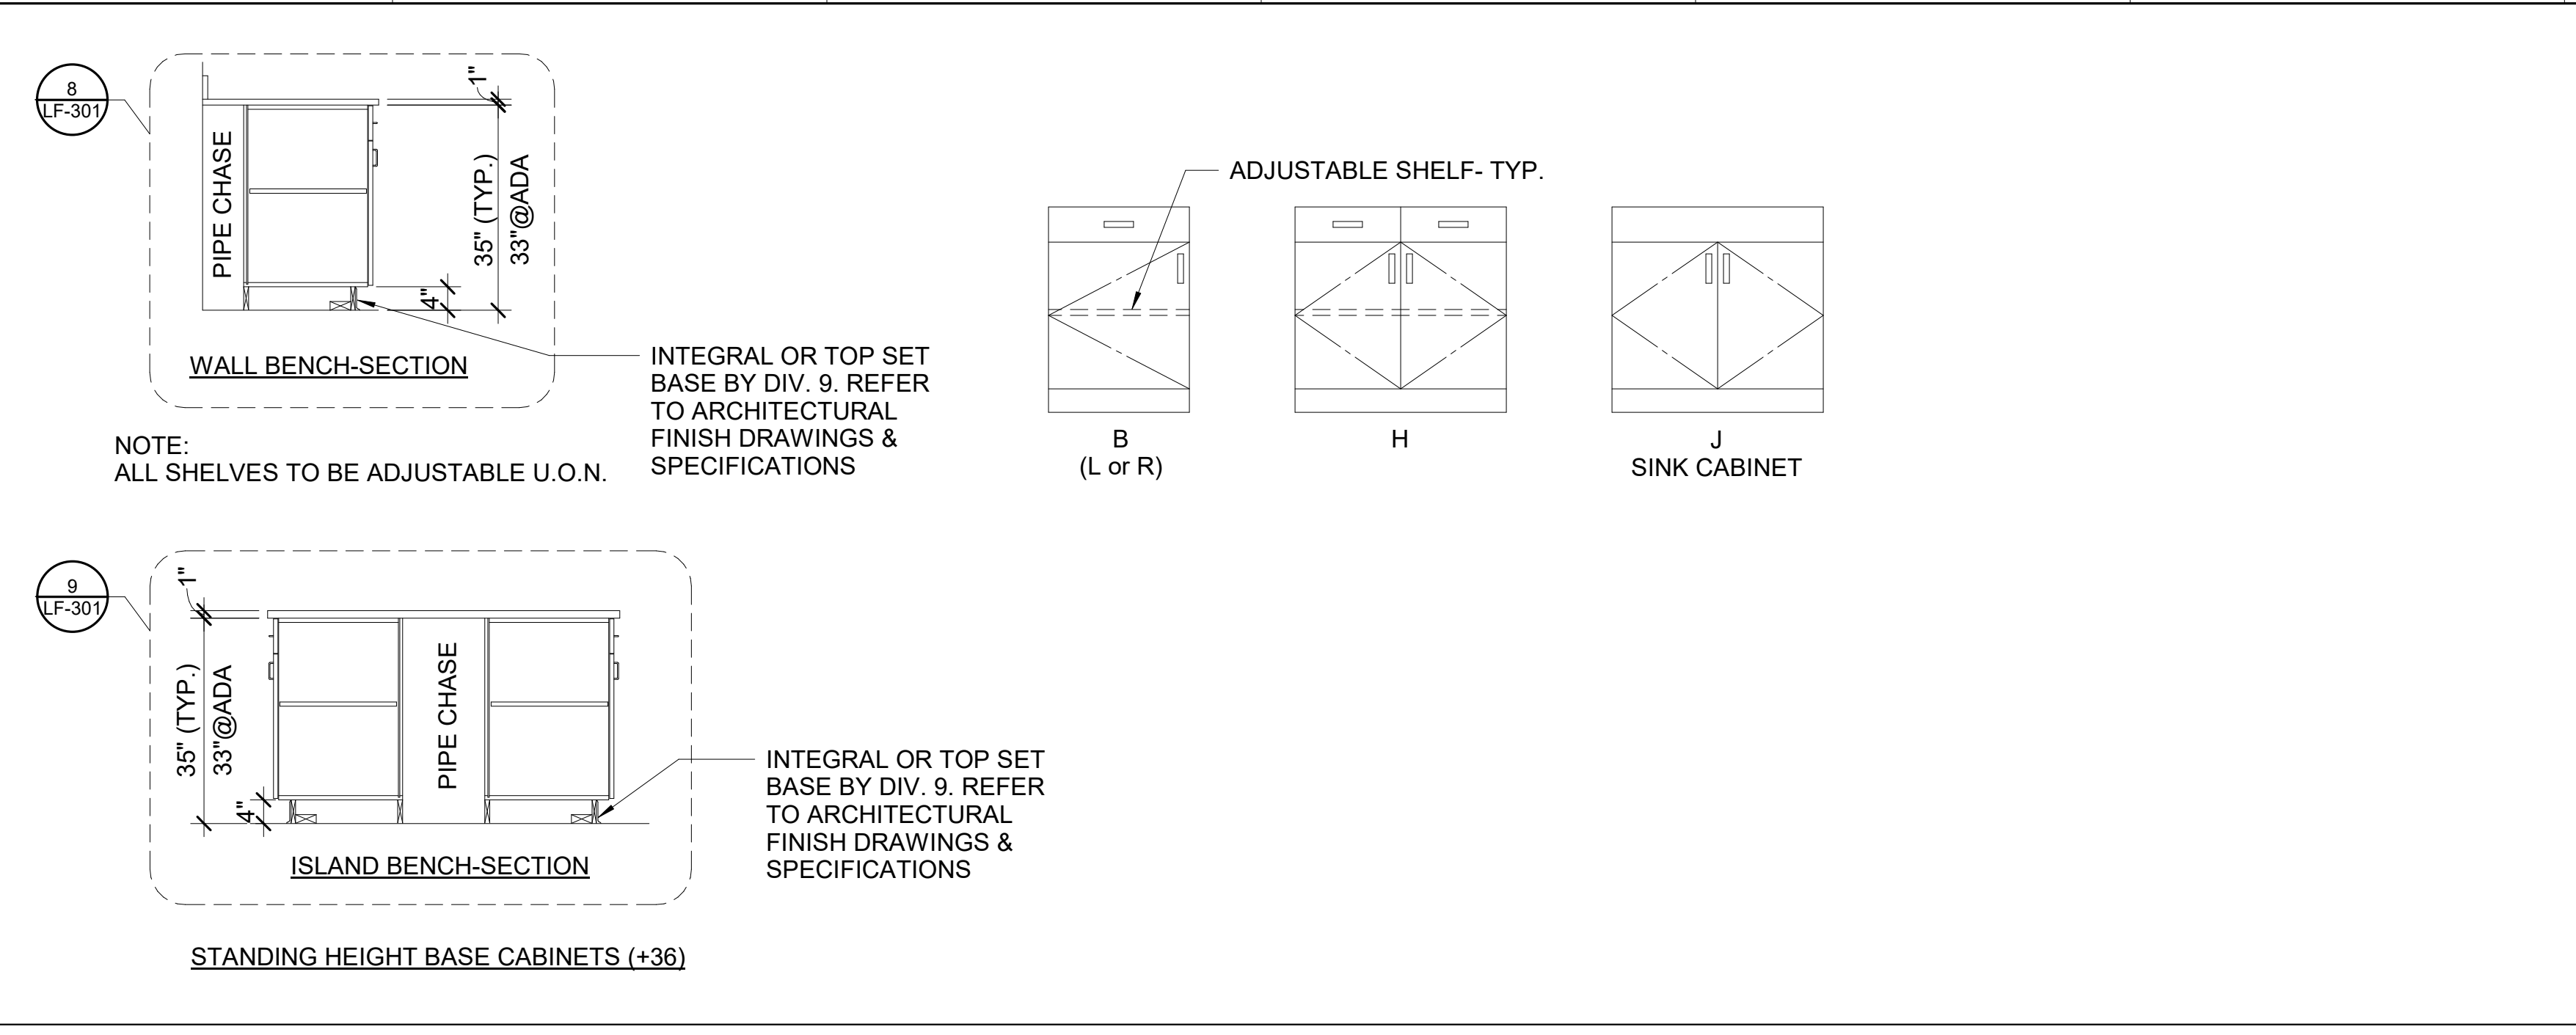 8
LF-301
1"
PIPE CHASE
35" (TYP.)
33"@ADA
4"
WALL BENCH-SECTION
INTEGRAL OR TOP SET
BASE BY DIV. 9. REFER
TO ARCHITECTURAL
FINISH DRAWINGS &
SPECIFICATIONS
NOTE:
ALL SHELVES TO BE ADJUSTABLE U.O.N.
ADJUSTABLE SHELF- TYP.
B
(L or R)
H
J
SINK CABINET
9
LF-301
1"
35" (TYP.)
33"@ADA
4"
PIPE CHASE
ISLAND BENCH-SECTION
INTEGRAL OR TOP SET
BASE BY DIV. 9. REFER
TO ARCHITECTURAL
FINISH DRAWINGS &
SPECIFICATIONS
STANDING HEIGHT BASE CABINETS (+36)